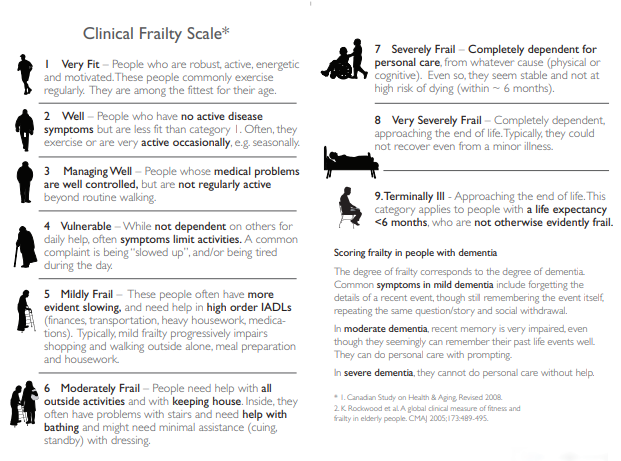 Clinical Frailty Scale*
1 Very Fit – People who are robust, active, energetic
and motivated. These people commonly exercise
regularly. They are among the fittest for their age.
2 Well – People who have no active disease
symptoms but are less fit than category 1. Often, they
exercise or are very active occasionally, e.g. seasonally.
3 Managing Well – People whose medical problems
are well controlled, but are not regularly active
beyond routine walking.
4 Vulnerable – While not dependent on others for
daily help, often symptoms limit activities. A common
complaint is being “slowed up”, and/or being tired
during the day.
5 Mildly Frail – These people often have more
evident slowing, and need help in high order IADLs
(finances, transportation, heavy housework, medica-
tions). Typically, mild frailty progressively impairs
shopping and walking outside alone, meal preparation
and housework.
6 Moderately Frail – People need help with all
outside activities and with keeping house. Inside, they
often have problems with stairs and need help with
bathing and might need minimal assistance (cuing,
standby) with dressing.
7 Severely Frail – Completely dependent for
personal care, from whatever cause (physical or
cognitive). Even so, they seem stable and not at
high risk of dying (within ~ 6 months).
8 Very Severely Frail – Completely dependent,
approaching the end of life. Typically, they could
not recover even from a minor illness.
9. Terminally Ill - Approaching the end of life. This
category applies to people with a life expectancy
<6 months, who are not otherwise evidently frail.
Scoring frailty in people with dementia
The degree of frailty corresponds to the degree of dementia.
Common symptoms in mild dementia include forgetting the
details of a recent event, though still remembering the event itself,
repeating the same question/story and social withdrawal.
In moderate dementia, recent memory is very impaired, even
though they seemingly can remember their past life events well.
They can do personal care with prompting.
In severe dementia, they cannot do personal care without help.
* 1. Canadian Study on Health & Aging, Revised 2008.
2. K. Rockwood et al. A global clinical measure of fitness and
frailty in elderly people. CMAJ 2005;173:489-495.